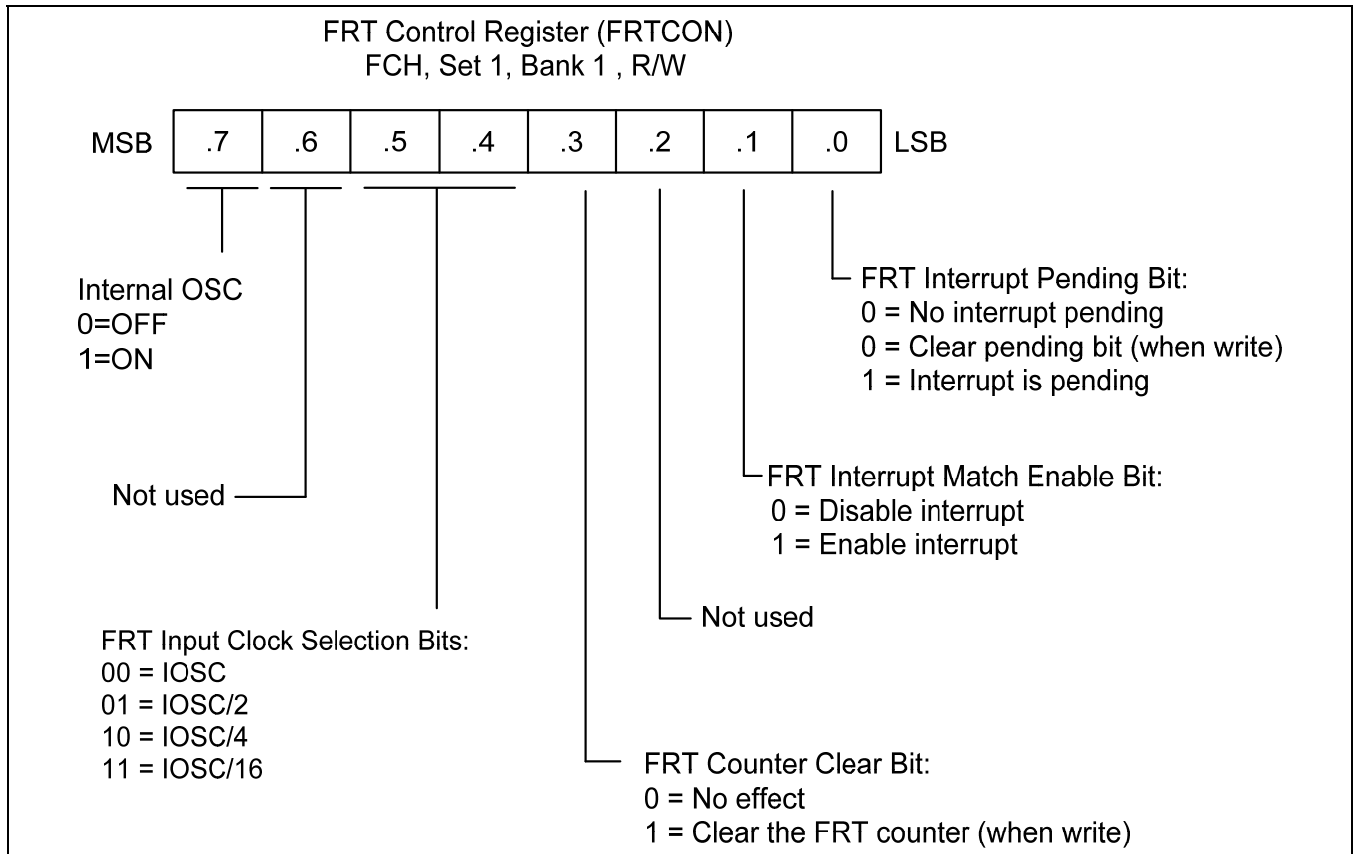 FRT Control Register (FRTCON)
FCH, Set 1, Bank 1 , R/W
MSB .7 .6 .5 .4 .3 .2 .1 .0 LSB
Internal OSC
0=OFF
1=ON
FRT Interrupt Pending Bit:
0 = No interrupt pending
0 = Clear pending bit (when write)
1 = Interrupt is pending
Not used
FRT Interrupt Match Enable Bit:
0 = Disable interrupt
1 = Enable interrupt
Not used
FRT Input Clock Selection Bits:
00 = IOSC
01 = IOSC/2
10 = IOSC/4
11 = IOSC/16
FRT Counter Clear Bit:
0 = No effect
1 = Clear the FRT counter (when write)